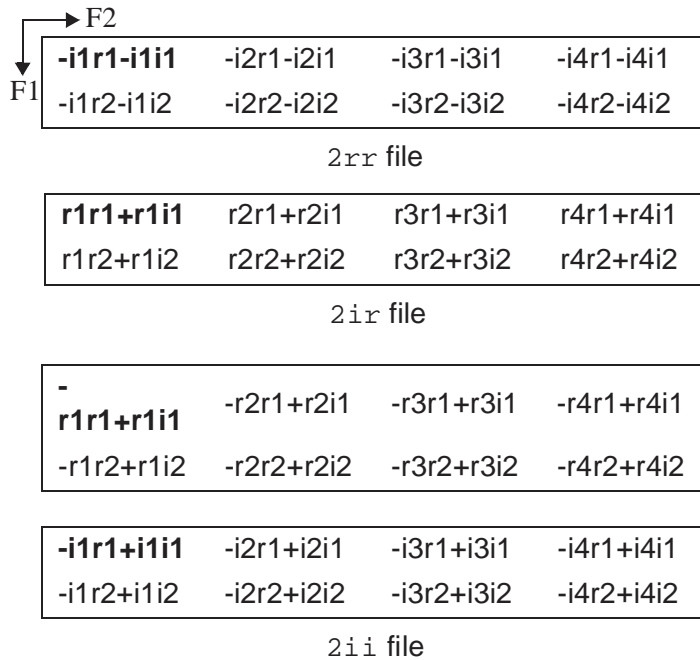 F2
F1
-i1r1-i1i1 -i2r1-i2i1 -i3r1-i3i1 -i4r1-i4i1
-i1r2-i1i2 -i2r2-i2i2 -i3r2-i3i2 -i4r2-i4i2
2rr file
r1r1+r1i1 r2r1+r2i1 r3r1+r3i1 r4r1+r4i1
r1r2+r1i2 r2r2+r2i2 r3r2+r3i2 r4r2+r4i2
2ir file
-
r1r1+r1i1 -r2r1+r2i1 -r3r1+r3i1 -r4r1+r4i1
-r1r2+r1i2 -r2r2+r2i2 -r3r2+r3i2 -r4r2+r4i2
-i1r1+i1i1 -i2r1+i2i1 -i3r1+i3i1 -i4r1+i4i1
-i1r2+i1i2 -i2r2+i2i2 -i3r2+i3i2 -i4r2+i4i2
2ii file